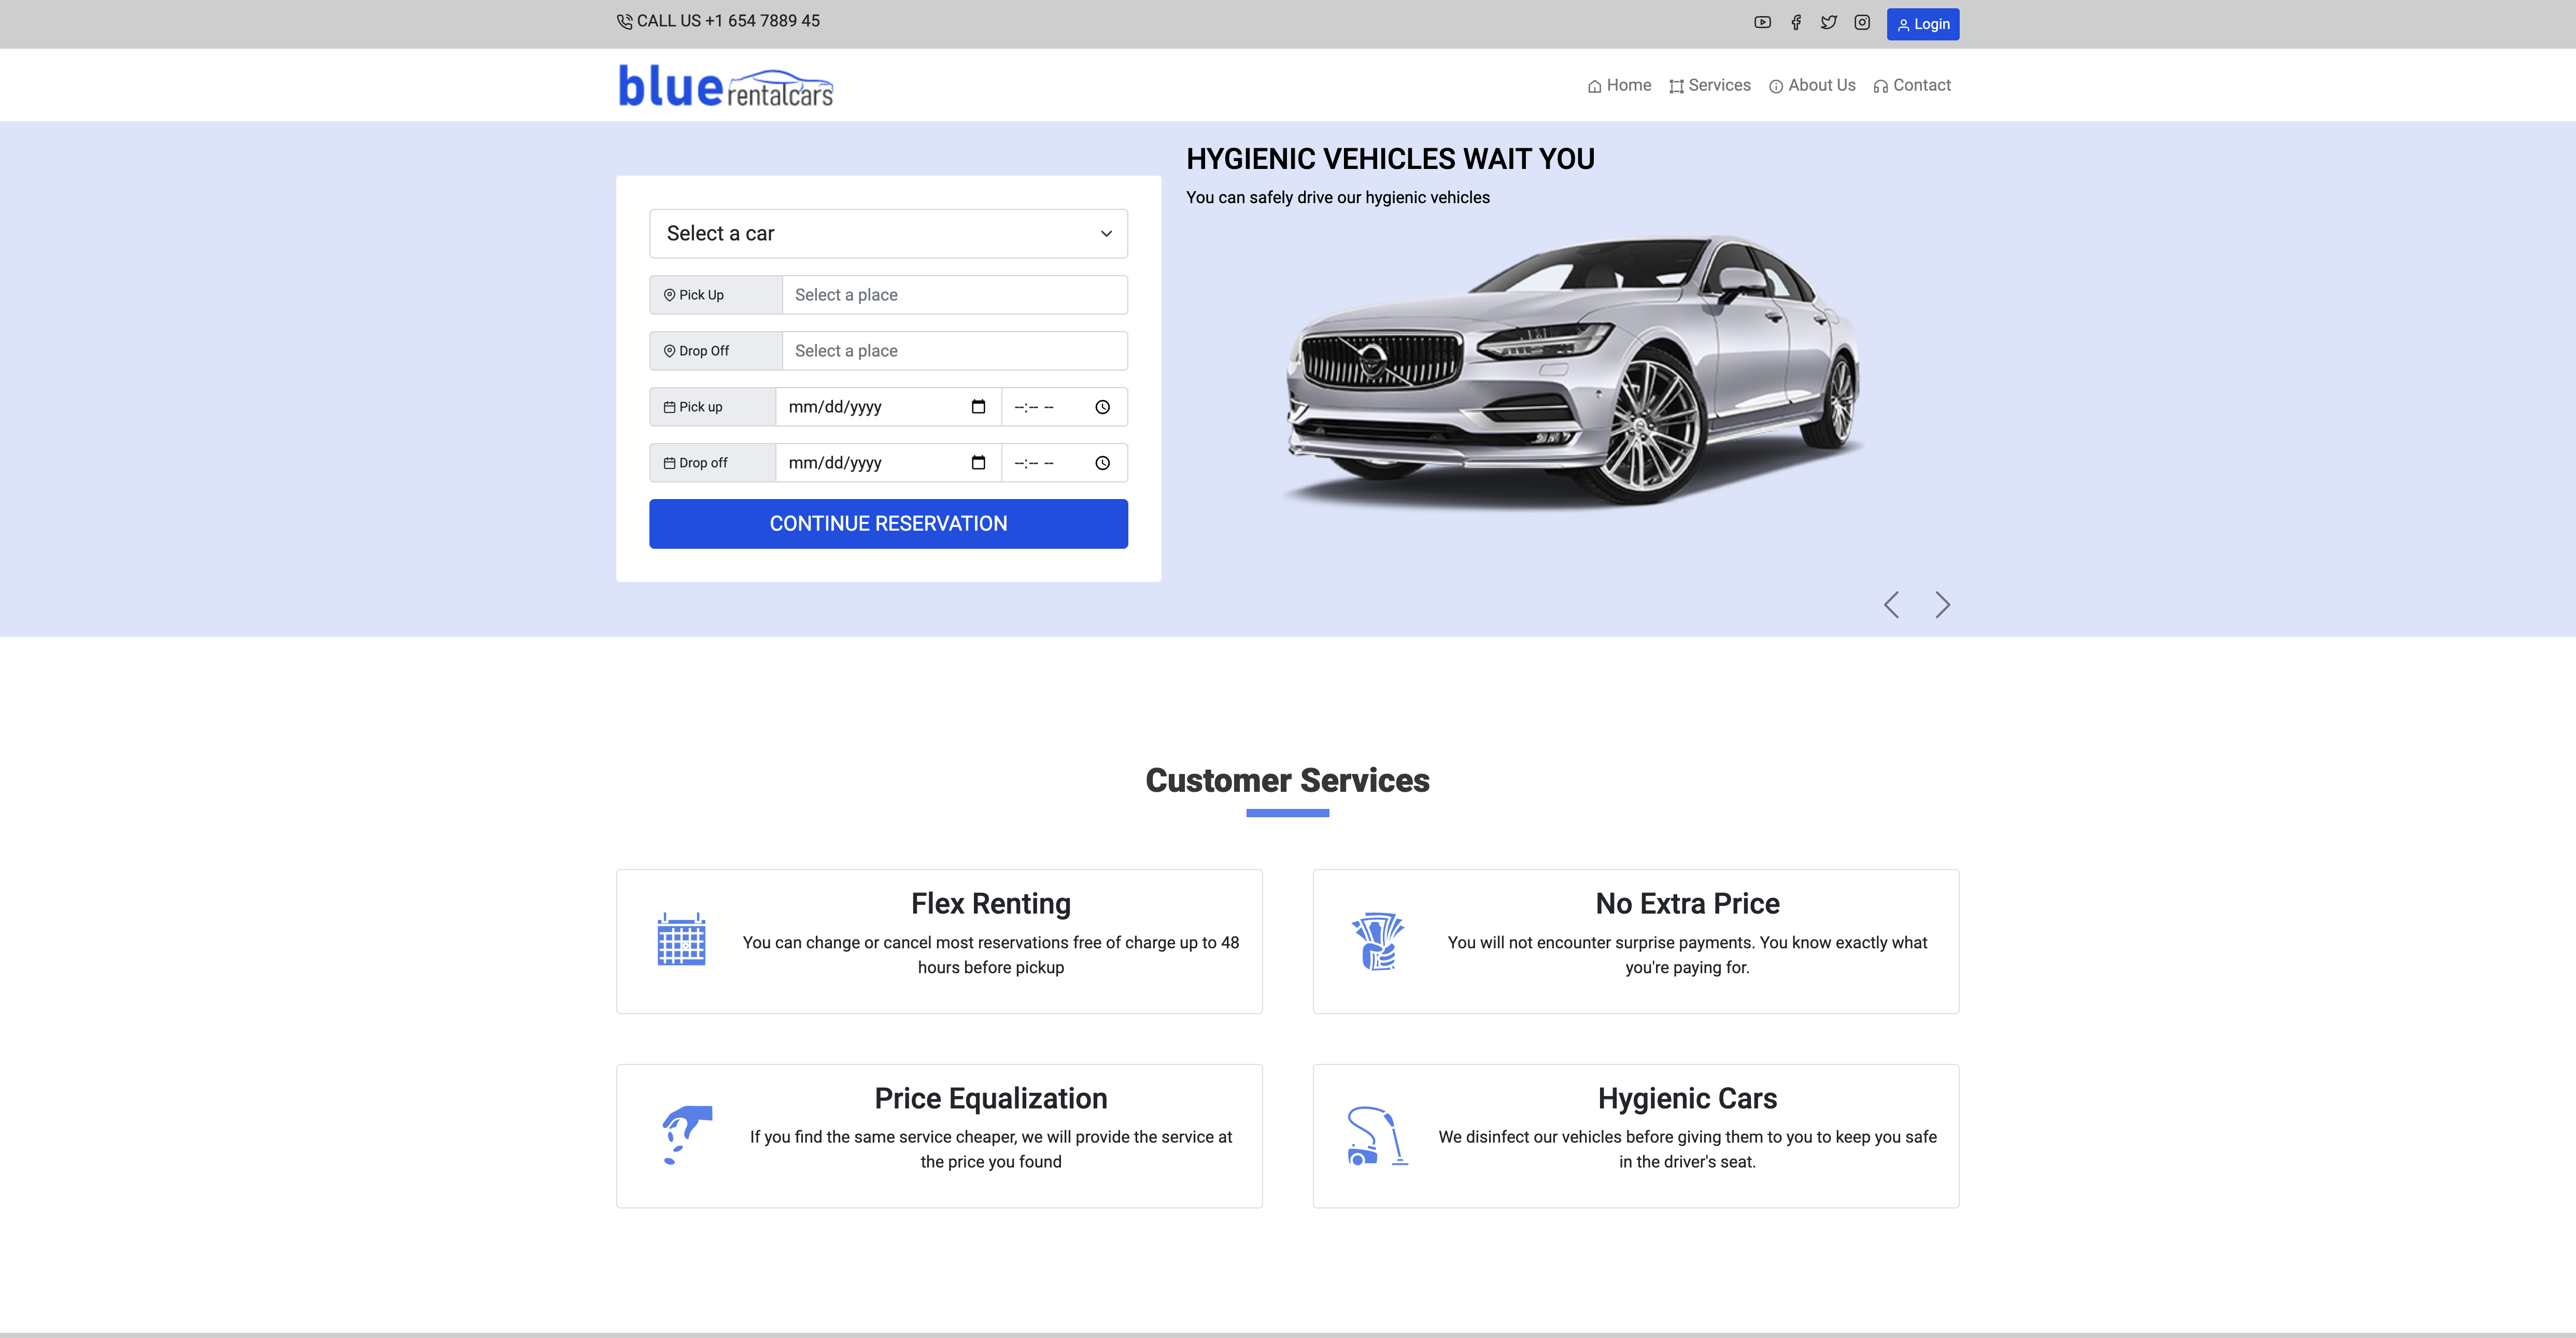 CALL US +1 654 7889 45
Login
blue rentalcars
Home Services About Us Contact
HYGIENIC VEHICLES WAIT YOU
You can safely drive our hygienic vehicles
Select a car
Pick Up Select a place
Drop Off Select a place
Pick up mm/dd/yyyy --:-- --
Drop off mm/dd/yyyy --:-- --
CONTINUE RESERVATION
Customer Services
Flex Renting
You can change or cancel most reservations free of charge up to 48
hours before pickup
No Extra Price
You will not encounter surprise payments. You know exactly what
you're paying for.
Price Equalization
If you find the same service cheaper, we will provide the service at
the price you found
Hygienic Cars
We disinfect our vehicles before giving them to you to keep you safe
in the driver's seat.